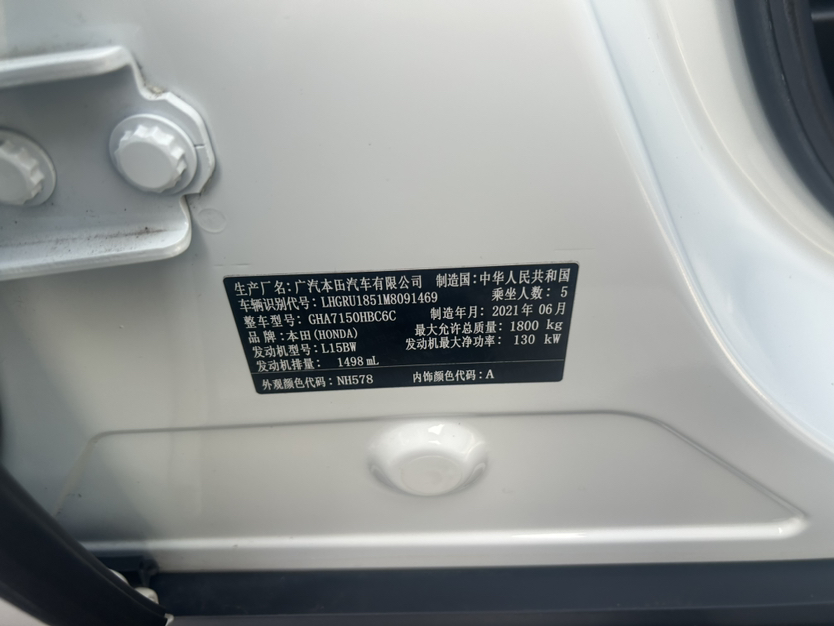 生产厂名：广汽本田汽车有限公司 制造国：中华人民共和国
车辆识别代号：LHGRU1851M8091469 乘坐人数：5
整车型号：GHA7150HBC6C 制造年月：2021年06月
品牌：本田(HONDA) 最大允许总质量：1800 kg
发动机型号：L15BW 发动机最大净功率：130 kW
发动机排量：1498 mL
外观颜色代码：NH578 内饰颜色代码：A